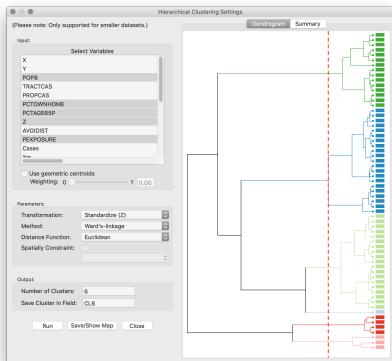 Hierarchical Clustering Settings
(Please note: Only supported for smaller datasets.)
Dendrogram Summary
Input:
Select Variables
X
Y
POP8
TRACTCAS
PROPCAS
PCTOWNHOME
PCTAGE65P
Z
AVGIDIST
PEXPOSURE
Cases
Xm
Use geometric centroids
Weighting: 0 1 0.00
Parameters:
Transformation: Standardize (Z)
Method: Ward's-linkage
Distance Function: Euclidean
Spatially Constraint:
Output:
Number of Clusters: 6
Save Cluster in Field: CL6
Run Save/Show Map Close